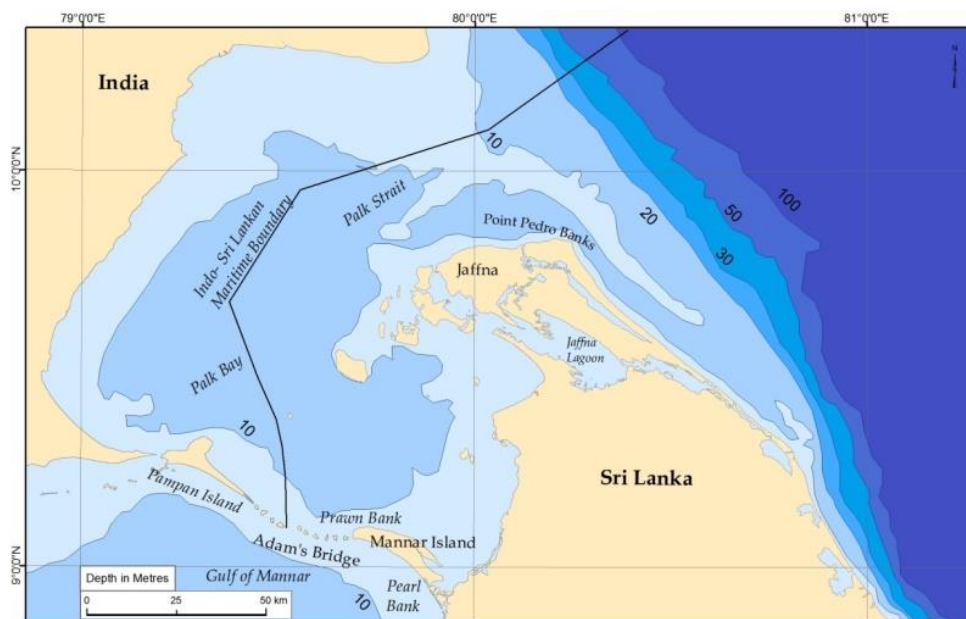 79°0'0"E
80°0'0"E
81°0'0"E
N
India
10
100
10°0'0"N
Palk Strait
Indo- Sri Lankan
Maritime Boundary
20
50
Point Pedro Banks
30
Jaffna
Jaffna
Lagoon
Palk Bay
10
Sri Lanka
Pampan Island
Prawn Bank
Adam's Bridge
Mannar Island
9°0'0"N
Depth in Metres
Gulf of Mannar
Pearl
Bank
10
0
25
50 km